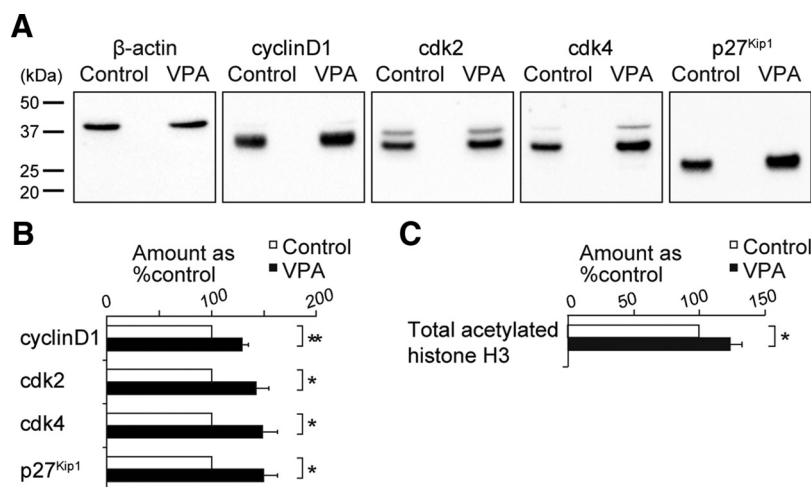 A
β-actin cyclinD1 cdk2 cdk4 p27Kip1
(kDa) Control VPA Control VPA Control VPA Control VPA Control VPA
50
37
25
20
B
Amount as %control
□ Control
■ VPA
0 100 200
cyclinD1 **
cdk2 *
cdk4 *
p27Kip1 *
C
Amount as %control
□ Control
■ VPA
0 50 100 150
Total acetylated
histone H3 *